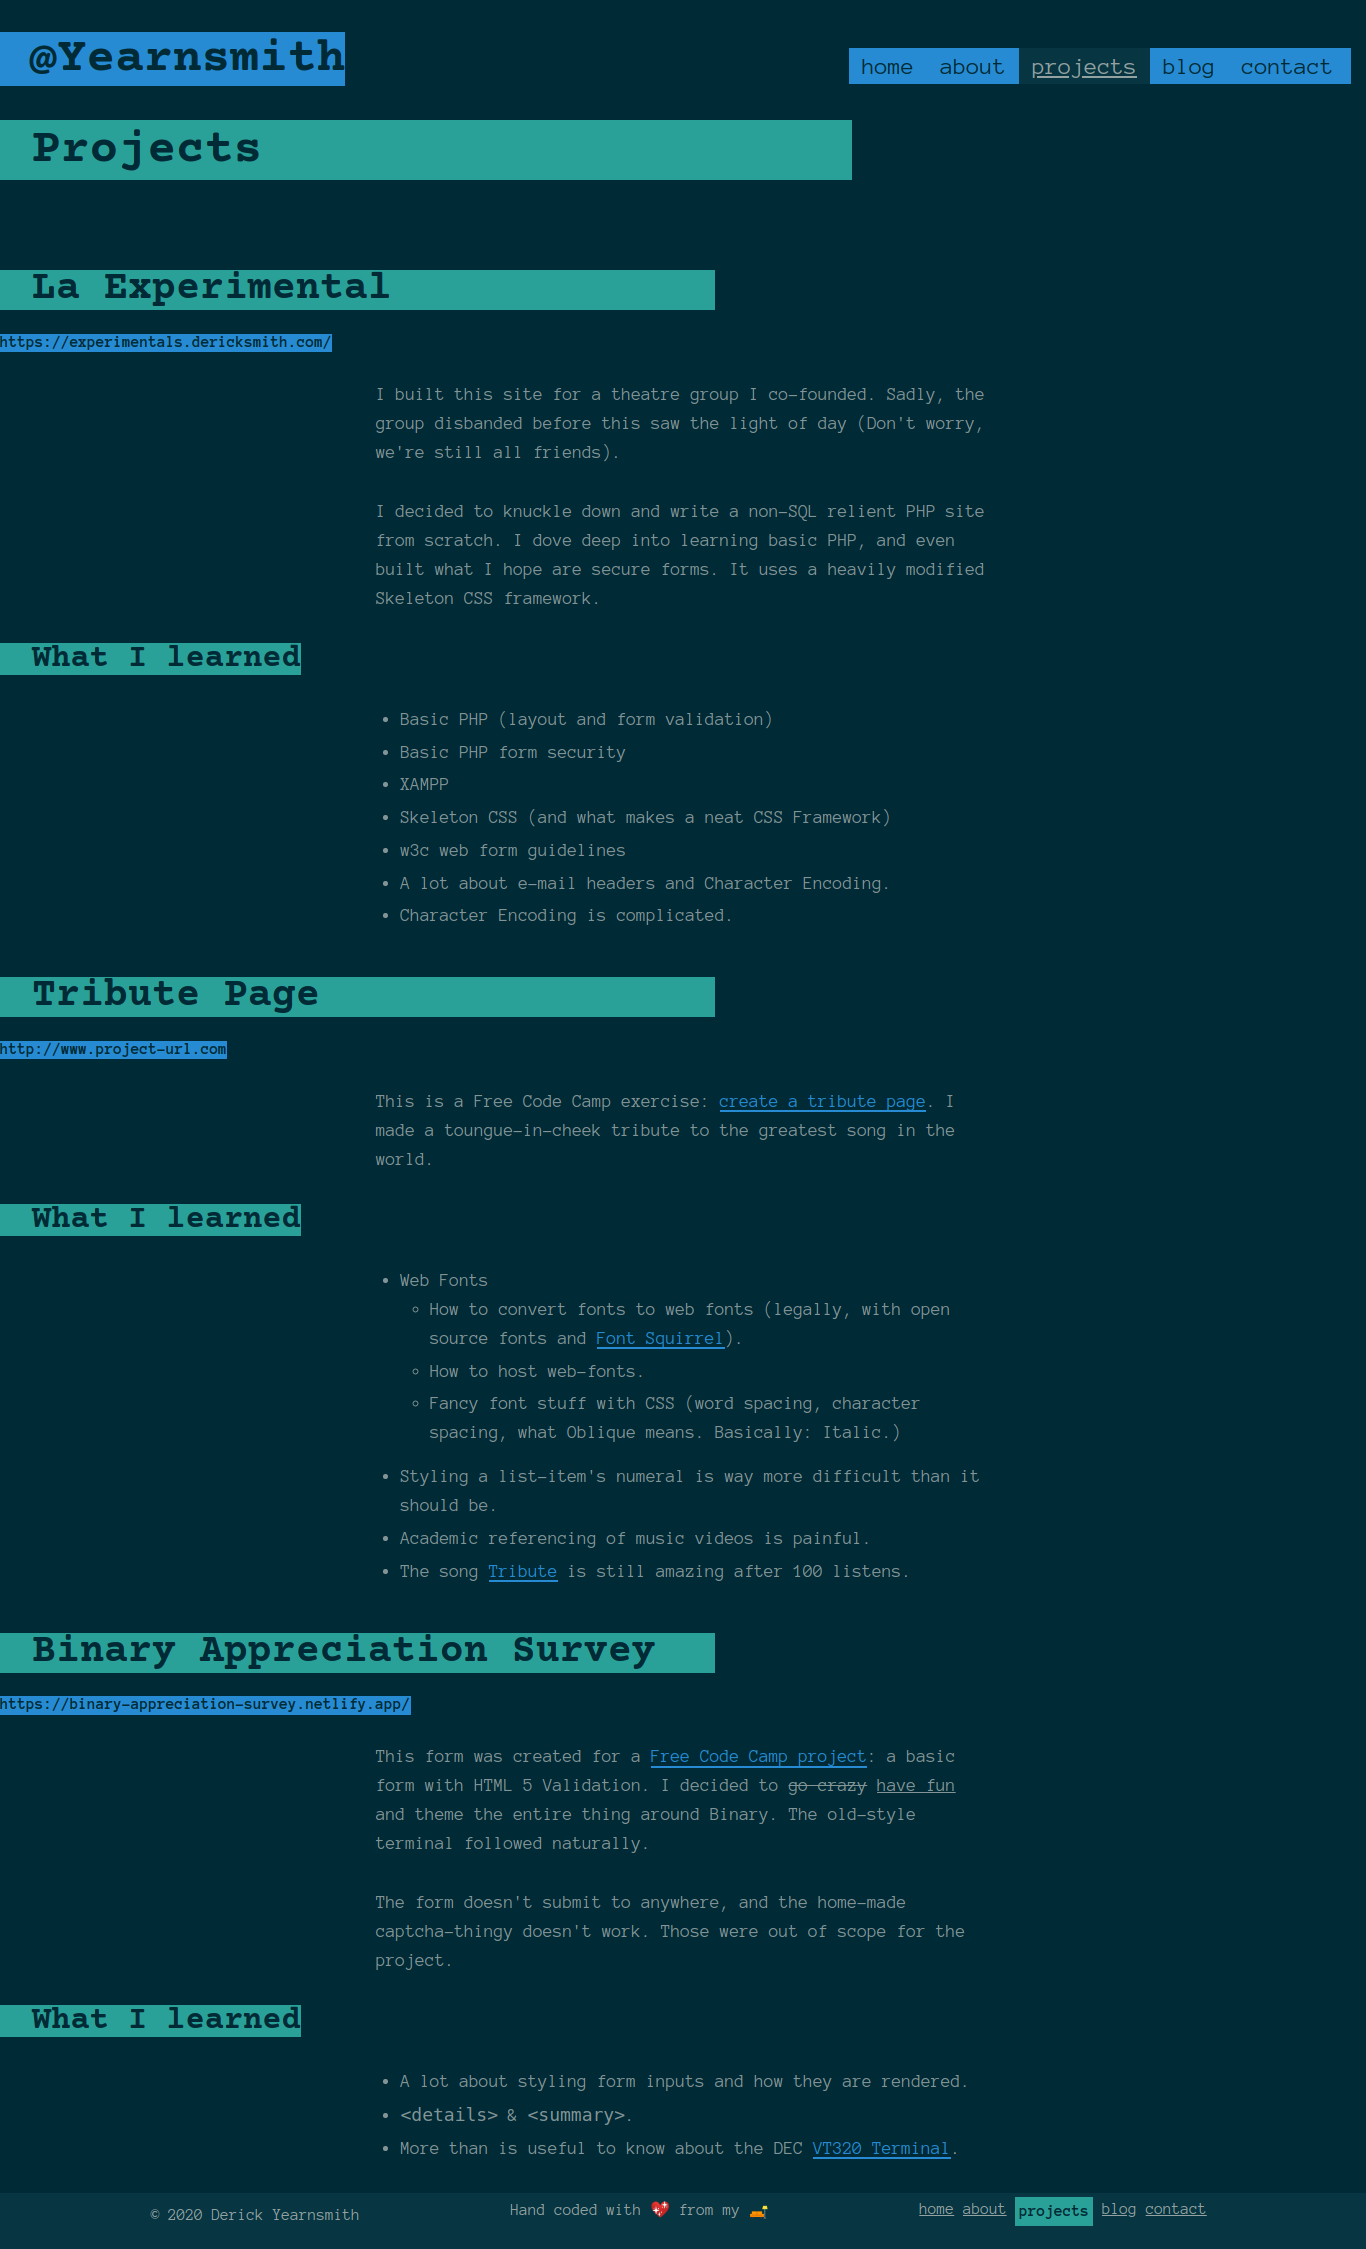 @Yearnsmith
home about projects blog contact
Projects
La Experimental
https://experimentals.dericksmith.com/
I built this site for a theatre group I co-founded. Sadly, the
group disbanded before this saw the light of day (Don't worry,
we're still all friends).
I decided to knuckle down and write a non-SQL relient PHP site
from scratch. I dove deep into learning basic PHP, and even
built what I hope are secure forms. It uses a heavily modified
Skeleton CSS framework.
What I learned
• Basic PHP (layout and form validation)
• Basic PHP form security
• XAMPP
• Skeleton CSS (and what makes a neat CSS Framework)
• w3c web form guidelines
• A lot about e-mail headers and Character Encoding.
• Character Encoding is complicated.
Tribute Page
http://www.project-url.com
This is a Free Code Camp exercise: create a tribute page. I
made a toungue-in-cheek tribute to the greatest song in the
world.
What I learned
• Web Fonts
◦ How to convert fonts to web fonts (legally, with open
source fonts and Font Squirrel).
◦ How to host web-fonts.
◦ Fancy font stuff with CSS (word spacing, character
spacing, what Oblique means. Basically: Italic.)
• Styling a list-item's numeral is way more difficult than it
should be.
• Academic referencing of music videos is painful.
• The song Tribute is still amazing after 100 listens.
Binary Appreciation Survey
https://binary-appreciation-survey.netlify.app/
This form was created for a Free Code Camp project: a basic
form with HTML 5 Validation. I decided to go crazy have fun
and theme the entire thing around Binary. The old-style
terminal followed naturally.
The form doesn't submit to anywhere, and the home-made
captcha-thingy doesn't work. Those were out of scope for the
project.
What I learned
• A lot about styling form inputs and how they are rendered.
• <details> & <summary>.
• More than is useful to know about the DEC VT320 Terminal.
© 2020 Derick Yearnsmith
Hand coded with 💖 from my 🛋
home about projects blog contact